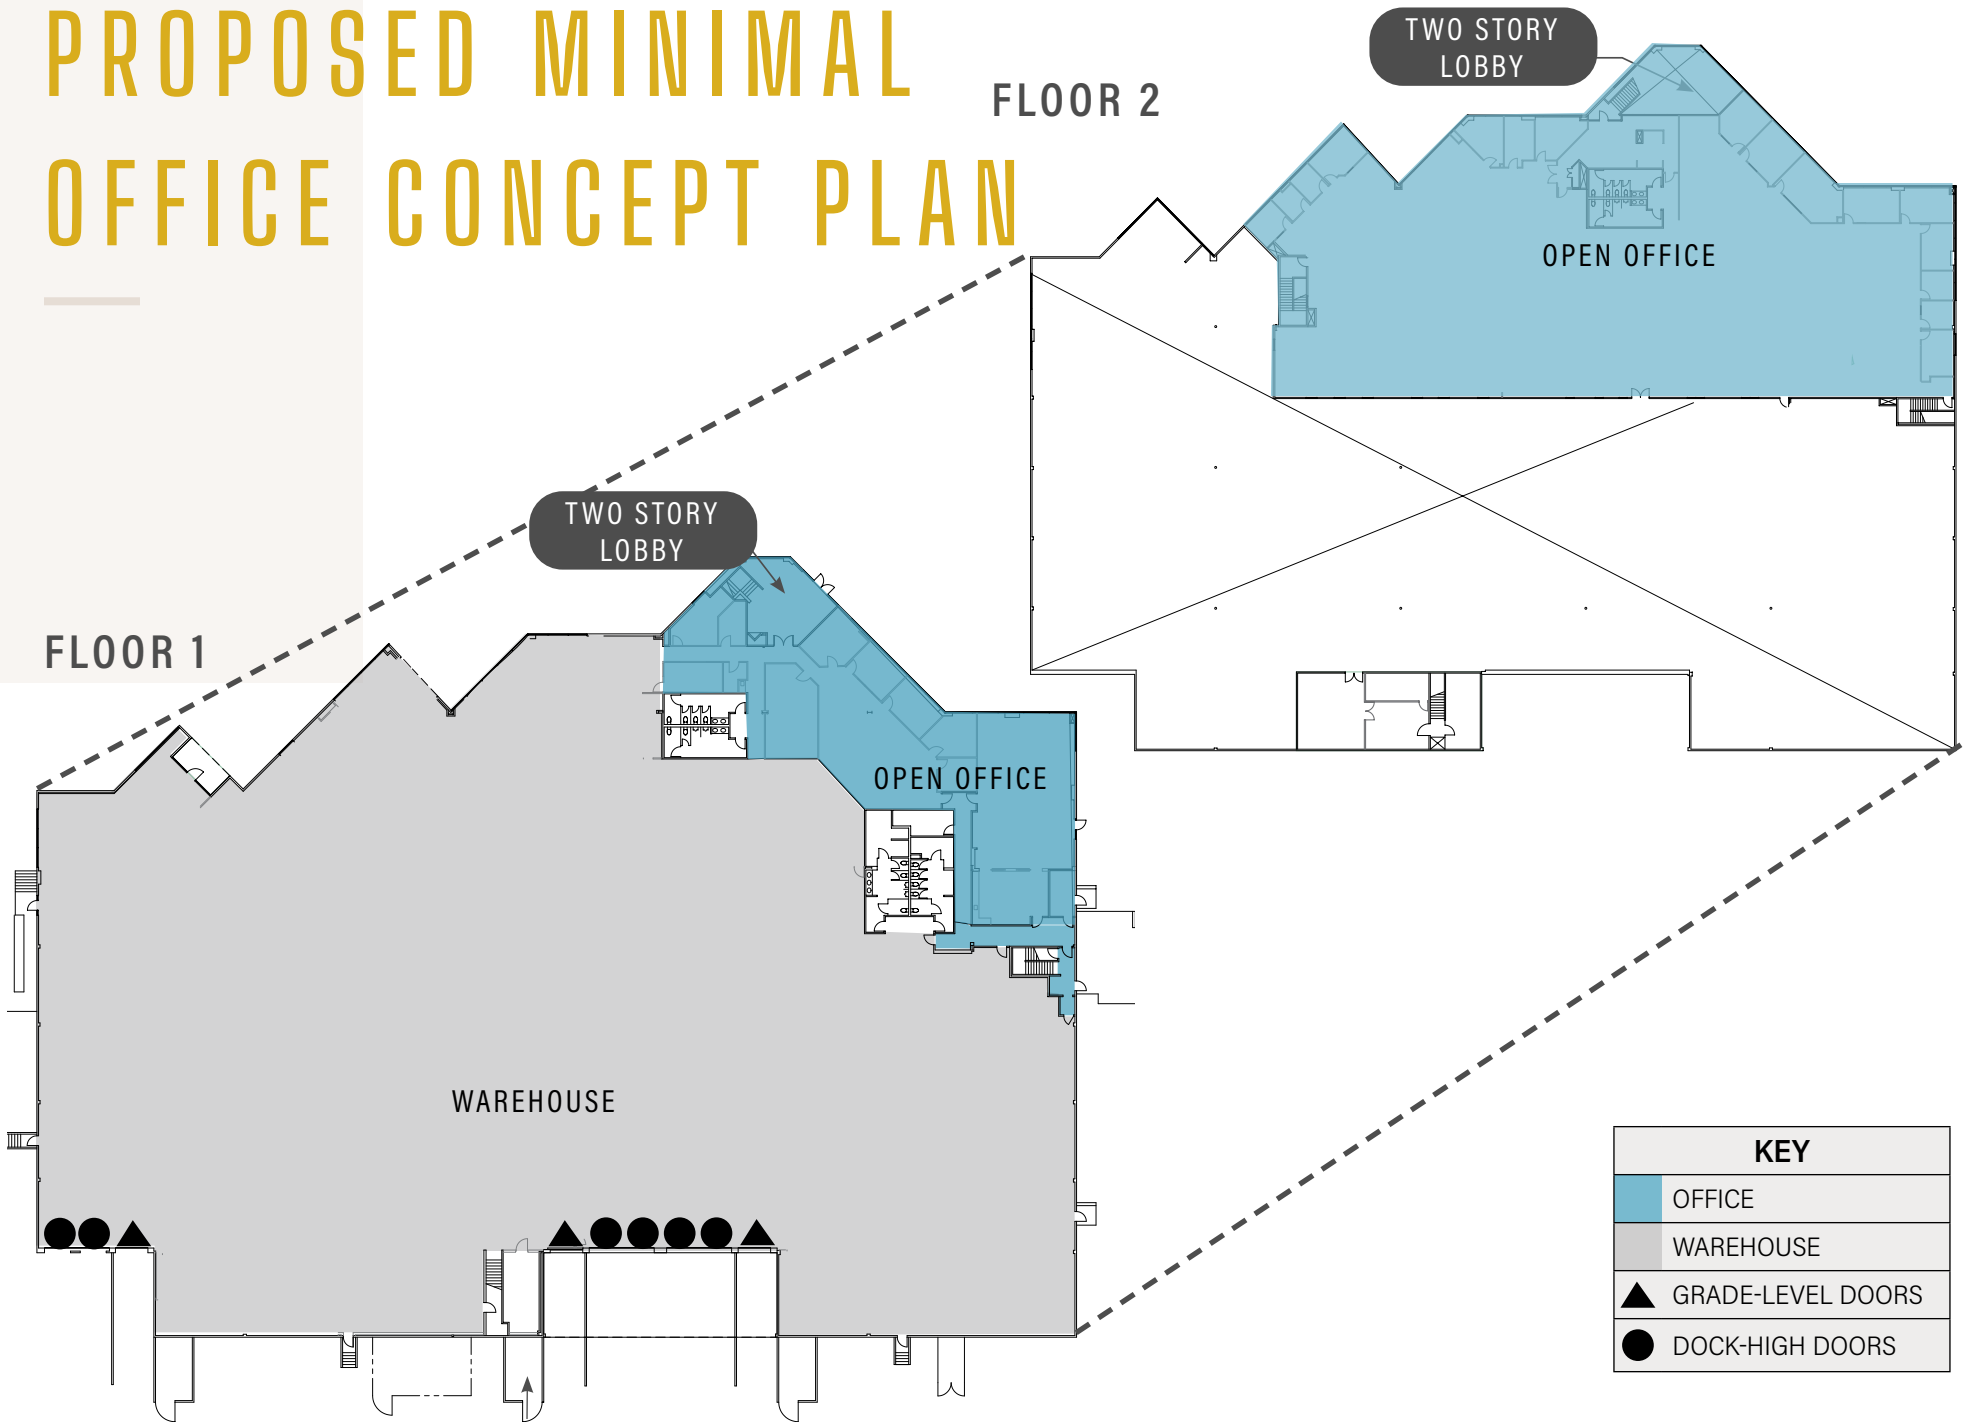 PROPOSED MINIMAL
OFFICE CONCEPT PLAN
FLOOR 2
TWO STORY
LOBBY
OPEN OFFICE
FLOOR 1
TWO STORY
LOBBY
OPEN OFFICE
WAREHOUSE
KEY
OFFICE
WAREHOUSE
GRADE-LEVEL DOORS
DOCK-HIGH DOORS